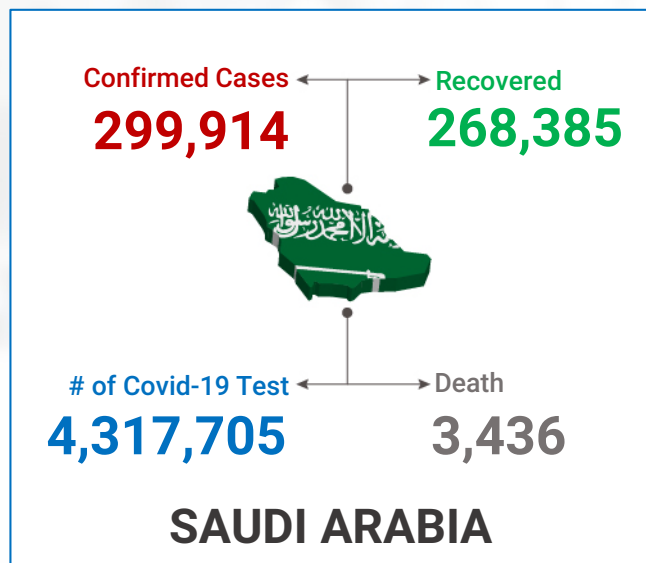 Confirmed Cases
299,914
Recovered
268,385
# of Covid-19 Test
4,317,705
Death
3,436
SAUDI ARABIA